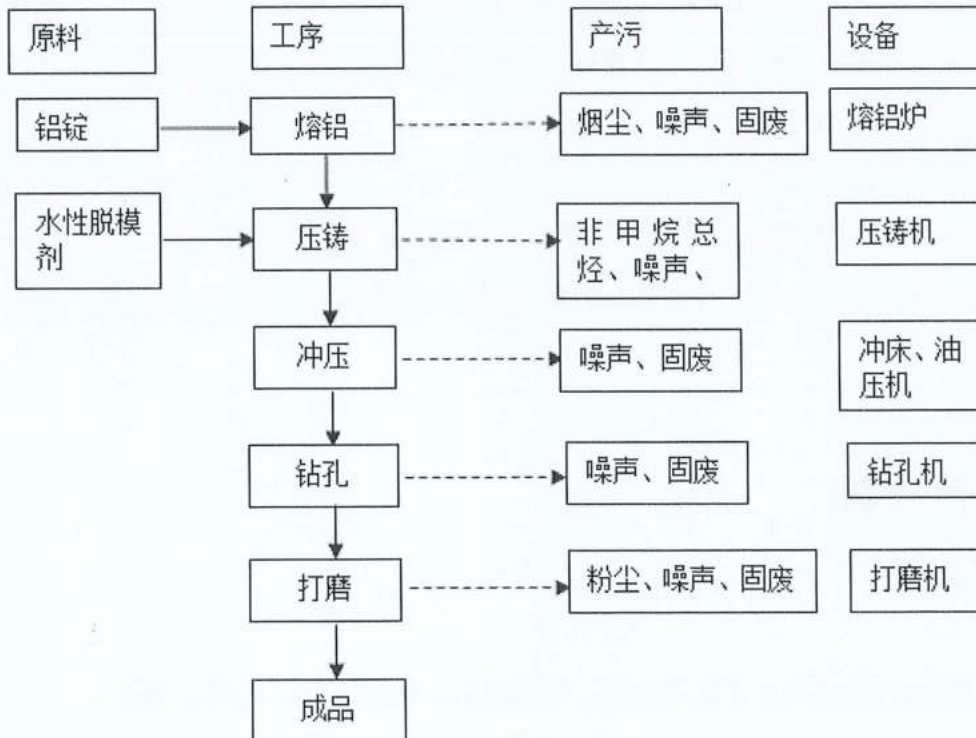 原料
工序
产污
设备
铝锭
熔铝
烟尘、噪声、固废
熔铝炉
水性脱模
剂
压铸
非甲烷总
烃、噪声、
压铸机
冲压
噪声、固废
冲床、油
压机
钻孔
噪声、固废
钻孔机
打磨
粉尘、噪声、固废
打磨机
成品